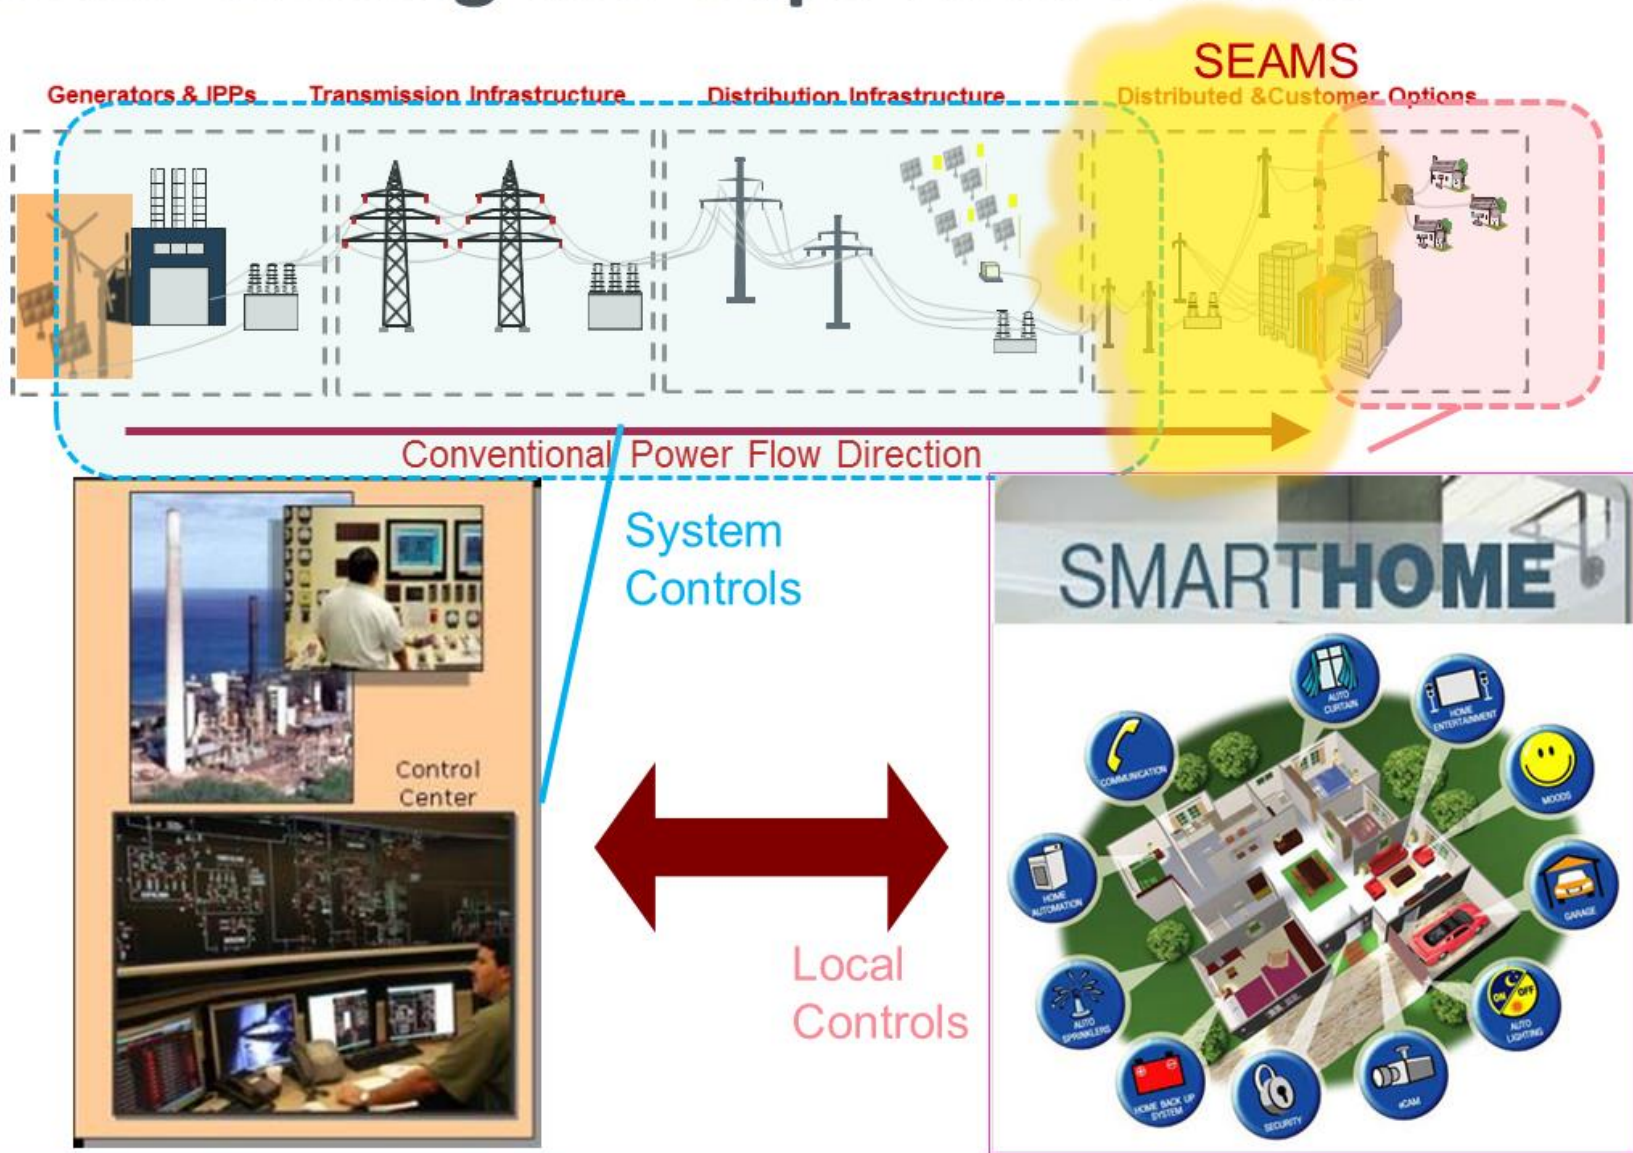 SEAMS
Generators & IPPs
Transmission Infrastructure
Distribution Infrastructure
Distributed &Customer Options
Conventional Power Flow Direction
System
Controls
SMARTHOME
Control
Center
Local
Controls
AUTO
CURTAIN
HOME
ENTERTAINMENT
COMMUNICATION
MOODS
HOME
AUTOMATION
GARAGE
AUTO
SPRINKLERS
ON
OFF
AUTO
LIGHTING
HOME BACK UP
SYSTEM
SECURITY
eCAM